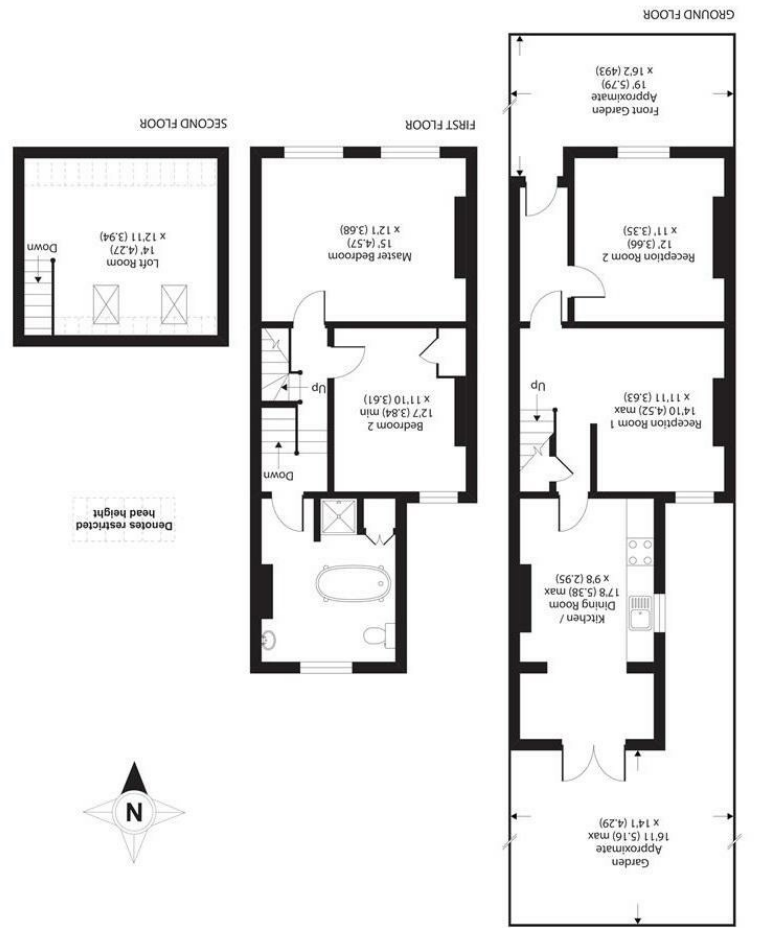 Garden
Approximate
16'11 (5.16) max
x 14'1 (4.29)
Kitchen /
Dining Room
17'8 (5.38) max
x 9'8 (2.95)
Reception Room 1
14'10 (4.52) max
x 11'11 (3.63)
Up
Reception Room 2
12' (3.66)
x 11' (3.35)
Front Garden
Approximate
19' (5.79)
x 16'2 (493)
GROUND FLOOR
Down
Bedroom 2
12'7 (3.84) min
x 11'10 (3.61)
Up
Master Bedroom
15' (4.57)
x 12'1 (3.68)
FIRST FLOOR
N
Denotes restricted
head height
Loft Room
14' (4.27)
x 12'11 (3.94)
Down
SECOND FLOOR